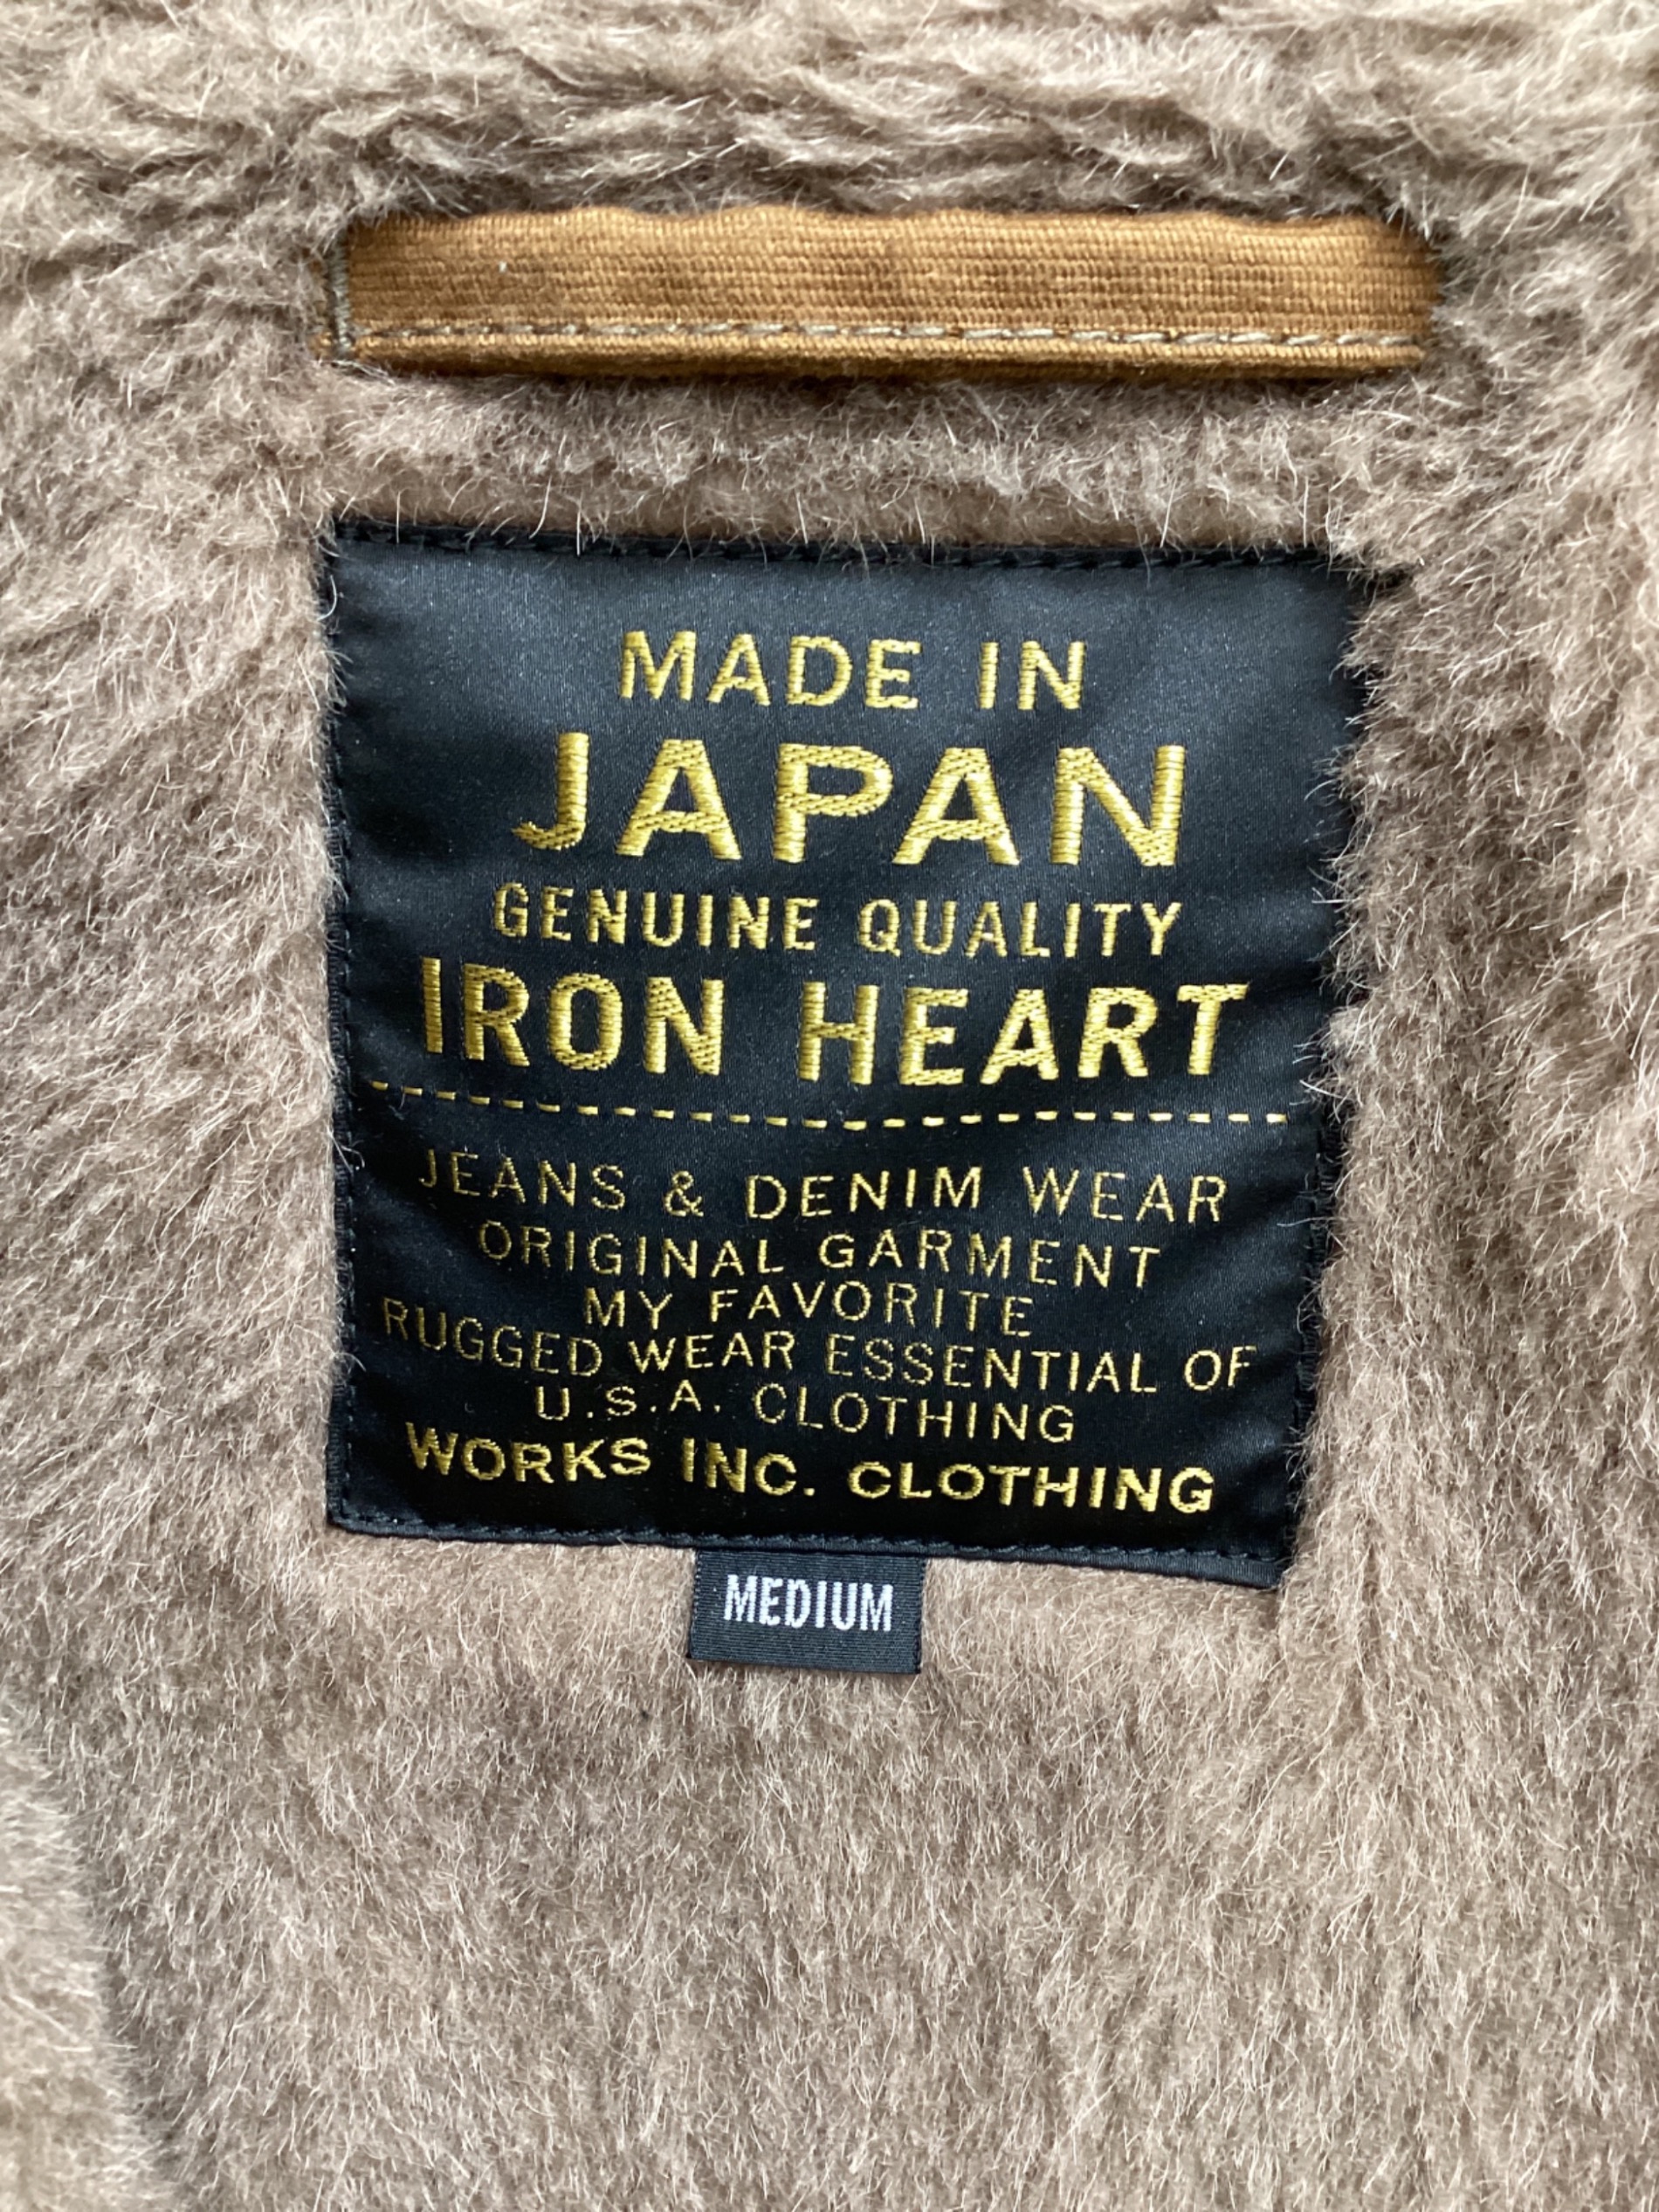 MADE IN
JAPAN
GENUINE QUALITY
IRON HEART
JEANS & DENIM WEAR
ORIGINAL GARMENT
MY FAVORITE
RUGGED WEAR ESSENTIAL OF
U.S.A. CLOTHING
WORKS INC. CLOTHING
MEDIUM